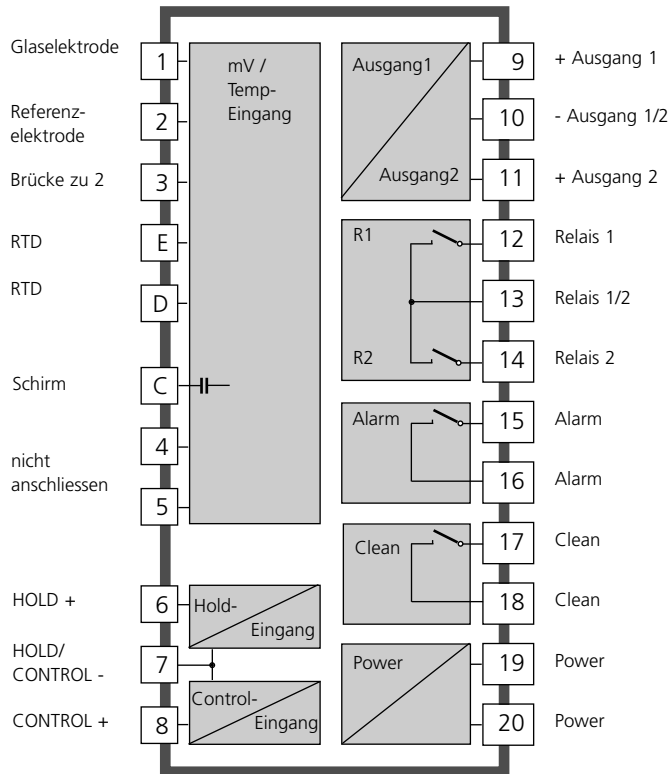 Glaselektrode
1
Referenz-
elektrode
2
Brücke zu 2
3
RTD
E
RTD
D
Schirm
C
nicht
anschliessen
4
5
HOLD +
6
HOLD/
CONTROL -
7
CONTROL +
8
mV /
Temp-
Eingang
Hold-
Eingang
Control-
Eingang
Ausgang1
Ausgang2
R1
R2
Alarm
Clean
Power
9 + Ausgang 1
10 - Ausgang 1/2
11 + Ausgang 2
12 Relais 1
13 Relais 1/2
14 Relais 2
15 Alarm
16 Alarm
17 Clean
18 Clean
19 Power
20 Power